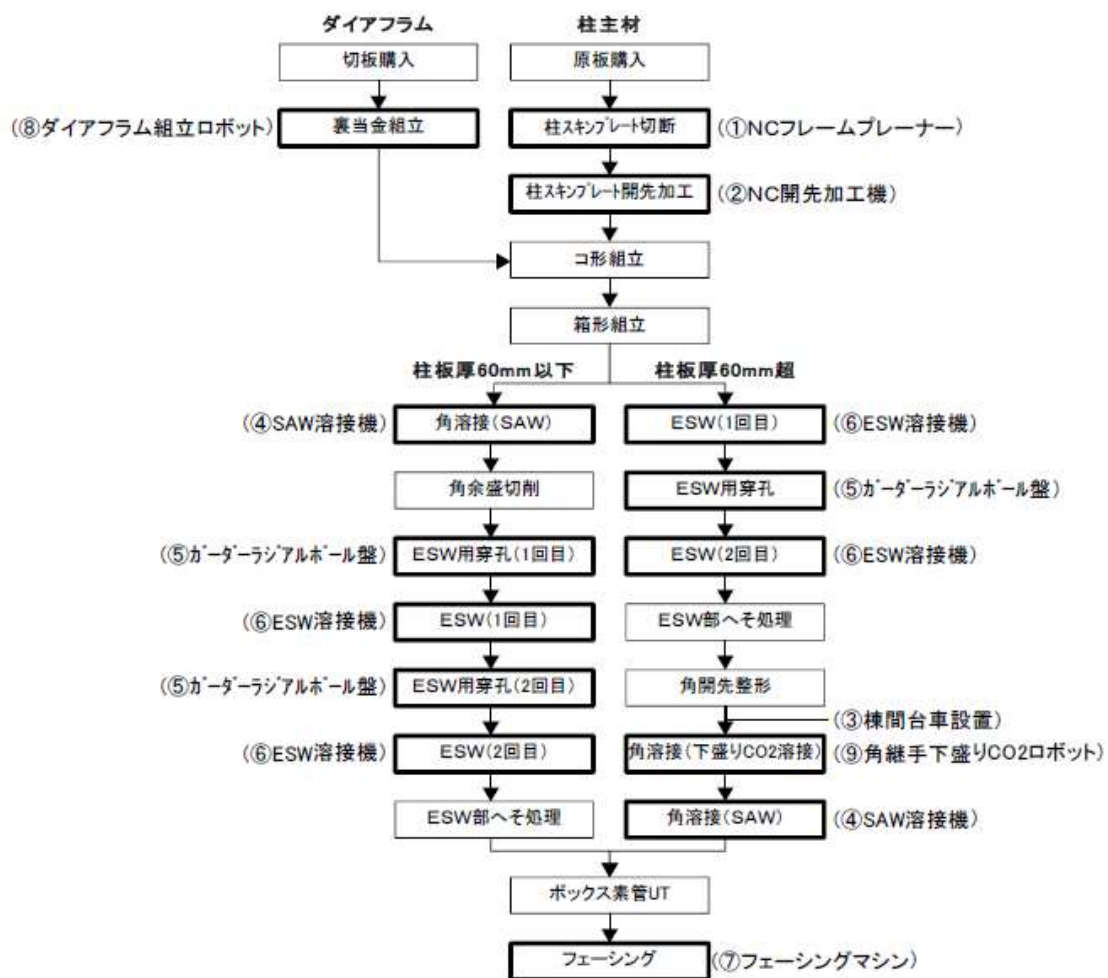 ダイアフラム 柱主材
切板購入 原板購入
(⑧ダイアフラム組立ロボット) 裏当金組立 柱スキンプレート切断 (①NCフレームプレーナー)
柱スキンプレート開先加工 (②NC開先加工機)
コ形組立
箱形組立
柱板厚60mm以下 柱板厚60mm超
(④SAW溶接機) 角溶接(SAW) ESW(1回目) (⑥ESW溶接機)
角余盛切削 ESW用穿孔 (⑤ガーダーラジアルボール盤)
(⑤ガーダーラジアルボール盤) ESW用穿孔(1回目) ESW(2回目) (⑥ESW溶接機)
(⑥ESW溶接機) ESW(1回目) ESW部へそ処理
(⑤ガーダーラジアルボール盤) ESW用穿孔(2回目) 角開先整形
(③棟間台車設置)
(⑥ESW溶接機) ESW(2回目) 角溶接(下盛りCO2溶接) (⑨角継手下盛りCO2ロボット)
ESW部へそ処理 角溶接(SAW) (④SAW溶接機)
ボックス素管UT
フェーシング (⑦フェーシングマシン)